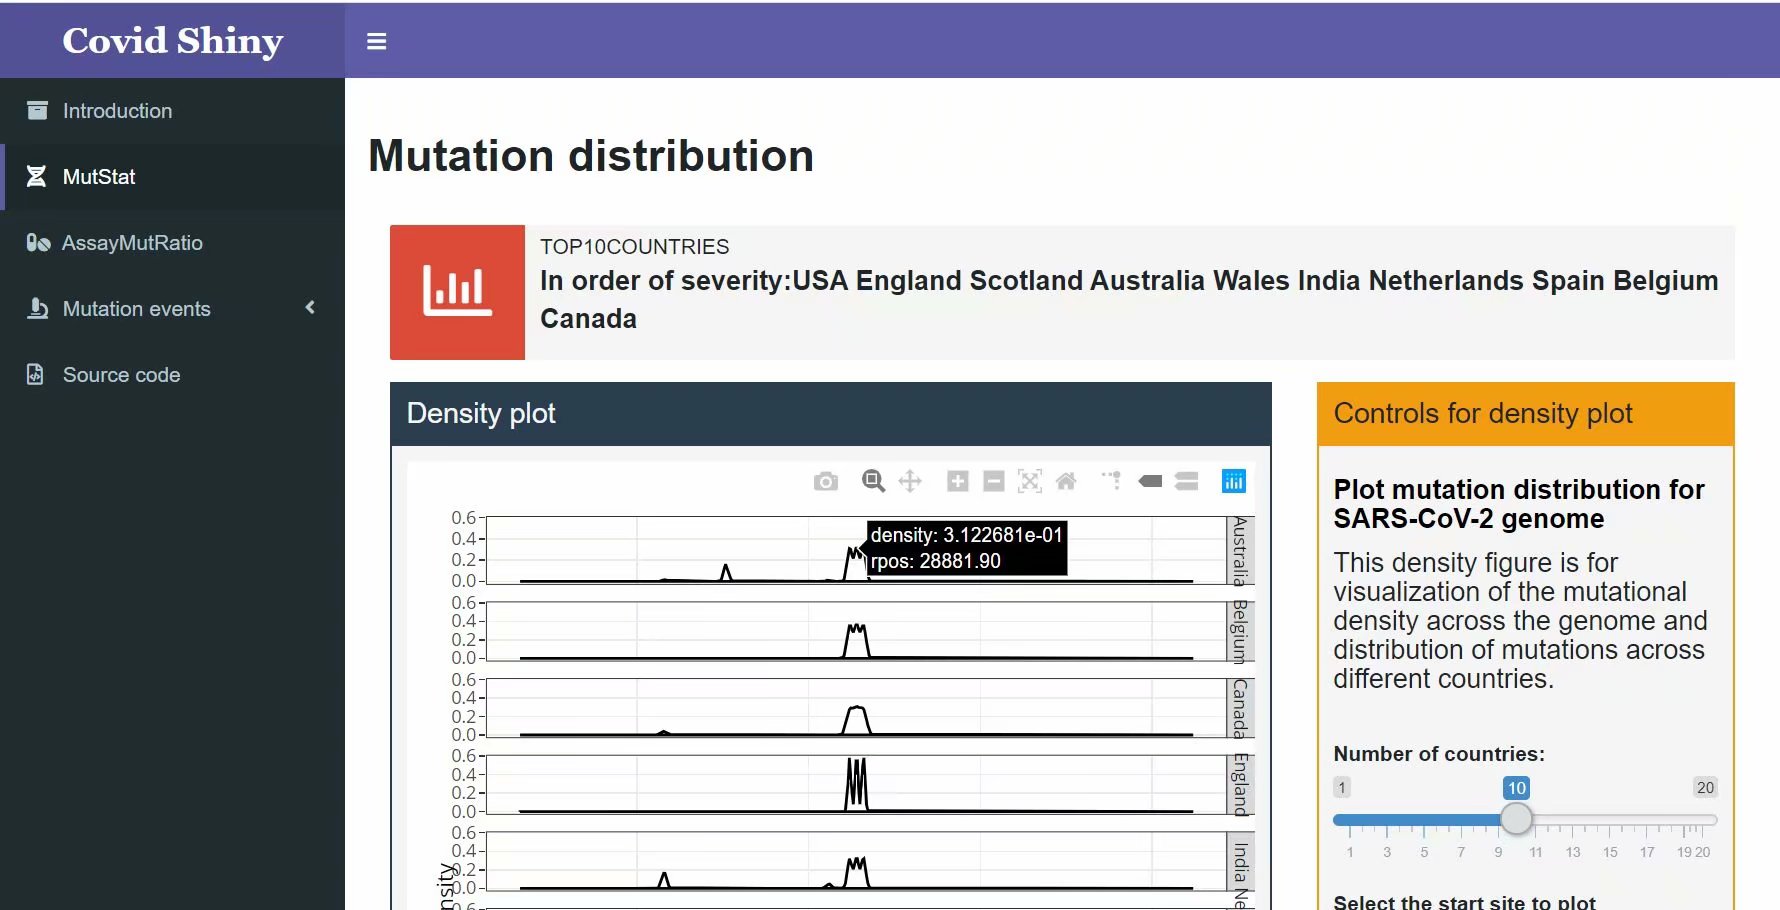 Covid Shiny
Introduction
MutStat
AssayMutRatio
Mutation events
Source code
Mutation distribution
TOP10COUNTRIES
In order of severity:USA England Scotland Australia Wales India Netherlands Spain Belgium
Canada
Density plot
0.6
0.4
0.2
0.0
Australia
density: 3.122681e-01
rpos: 28881.90
0.6
0.4
0.2
0.0
Belgium
0.6
0.4
0.2
0.0
Canada
0.6
0.4
0.2
0.0
England
0.6
0.4
0.2
0.0
India
Controls for density plot
Plot mutation distribution for
SARS-CoV-2 genome
This density figure is for
visualization of the mutational
density across the genome and
distribution of mutations across
different countries.
Number of countries:
1 10 20
1 3 5 7 9 11 13 15 17 19 20
Select the start site to plot